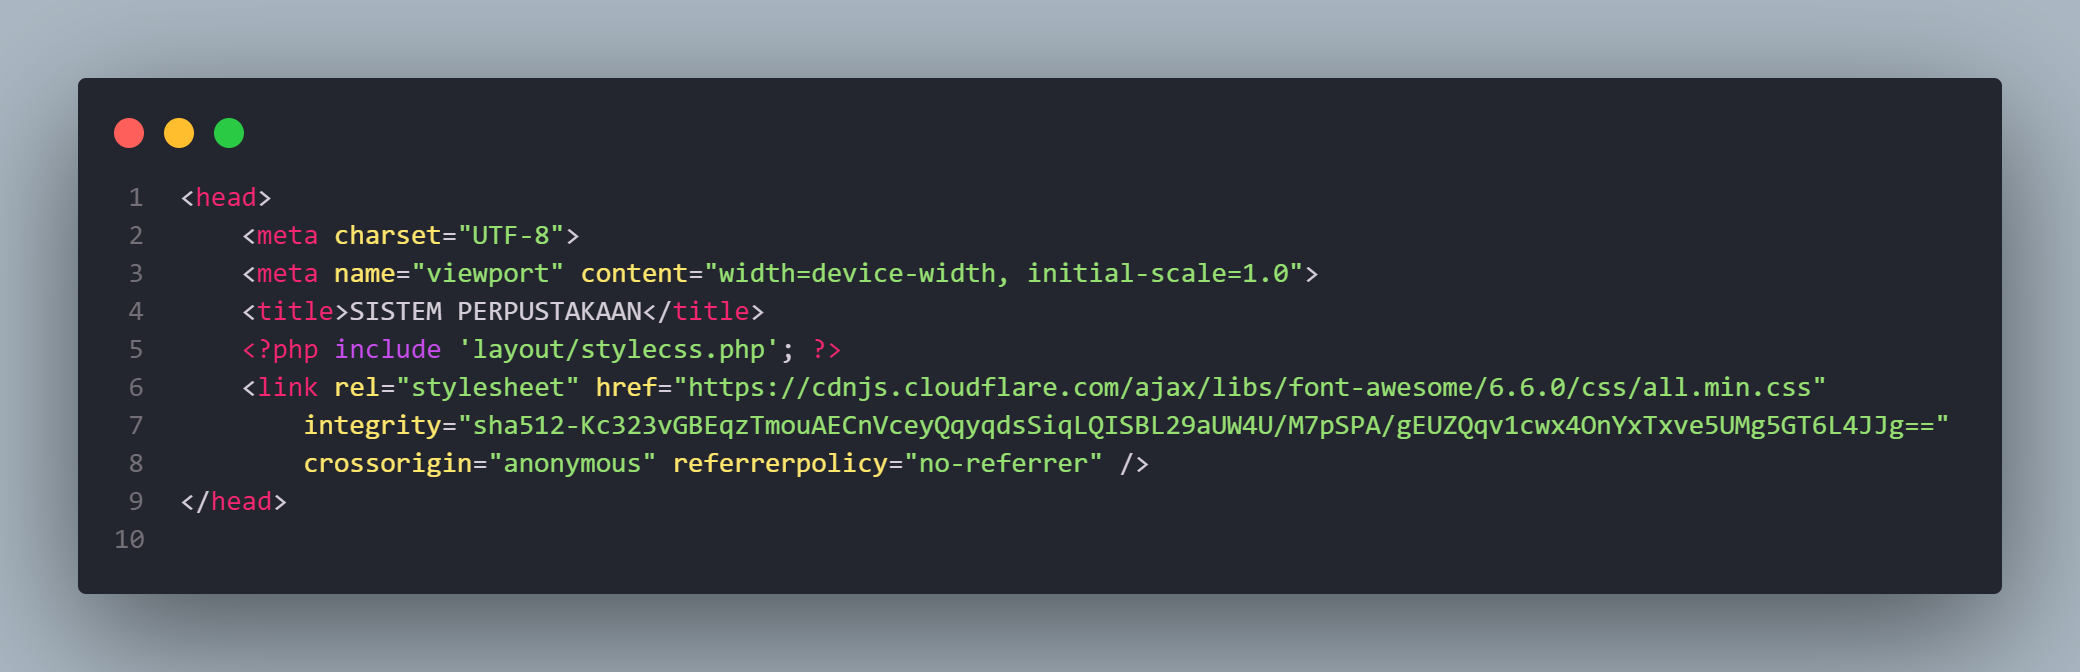 1 <head>
2     <meta charset="UTF-8">
3     <meta name="viewport" content="width=device-width, initial-scale=1.0">
4     <title>SISTEM PERPUSTAKAAN</title>
5     <?php include 'layout/stylecss.php'; ?>
6     <link rel="stylesheet" href="https://cdnjs.cloudflare.com/ajax/libs/font-awesome/6.6.0/css/all.min.css"
7         integrity="sha512-Kc323vGBEqzTmouAECnVceyQqyqdsSiqLQISBL29aUW4U/M7pSPA/gEUZQqv1cwx4OnYxTxve5UMg5GT6L4JJg=="
8         crossorigin="anonymous" referrerpolicy="no-referrer" />
9 </head>
10